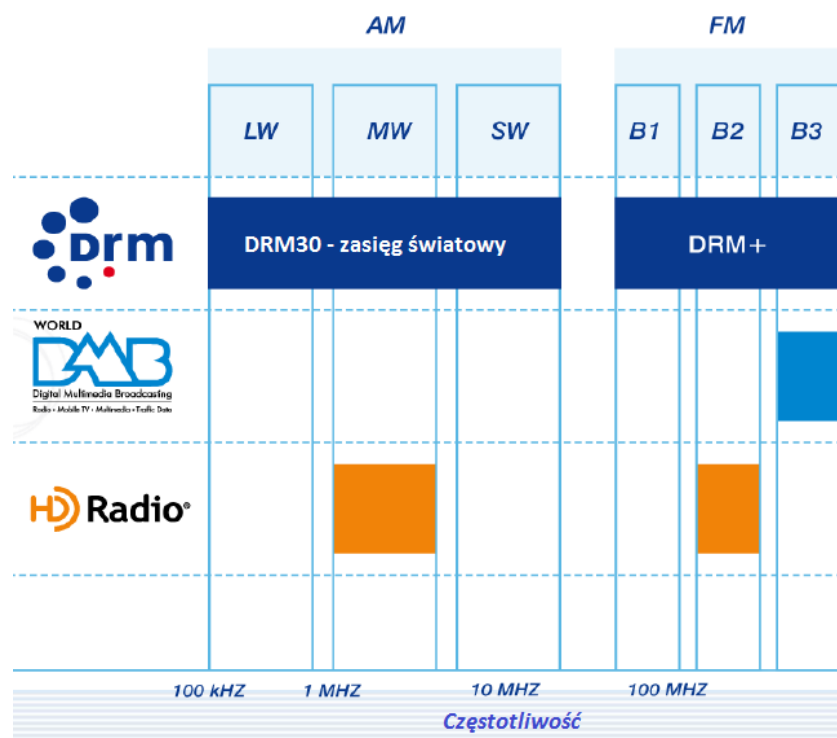 AM FM
LW MW SW B1 B2 B3
Drm DRM30 - zasięg światowy DRM+
WORLD
DMB
Digital Multimedia Broadcasting
Radio • Mobile TV • Multimedia • Traffic Data
HD Radio®
100 kHZ 1 MHZ 10 MHZ 100 MHZ
Częstotliwość